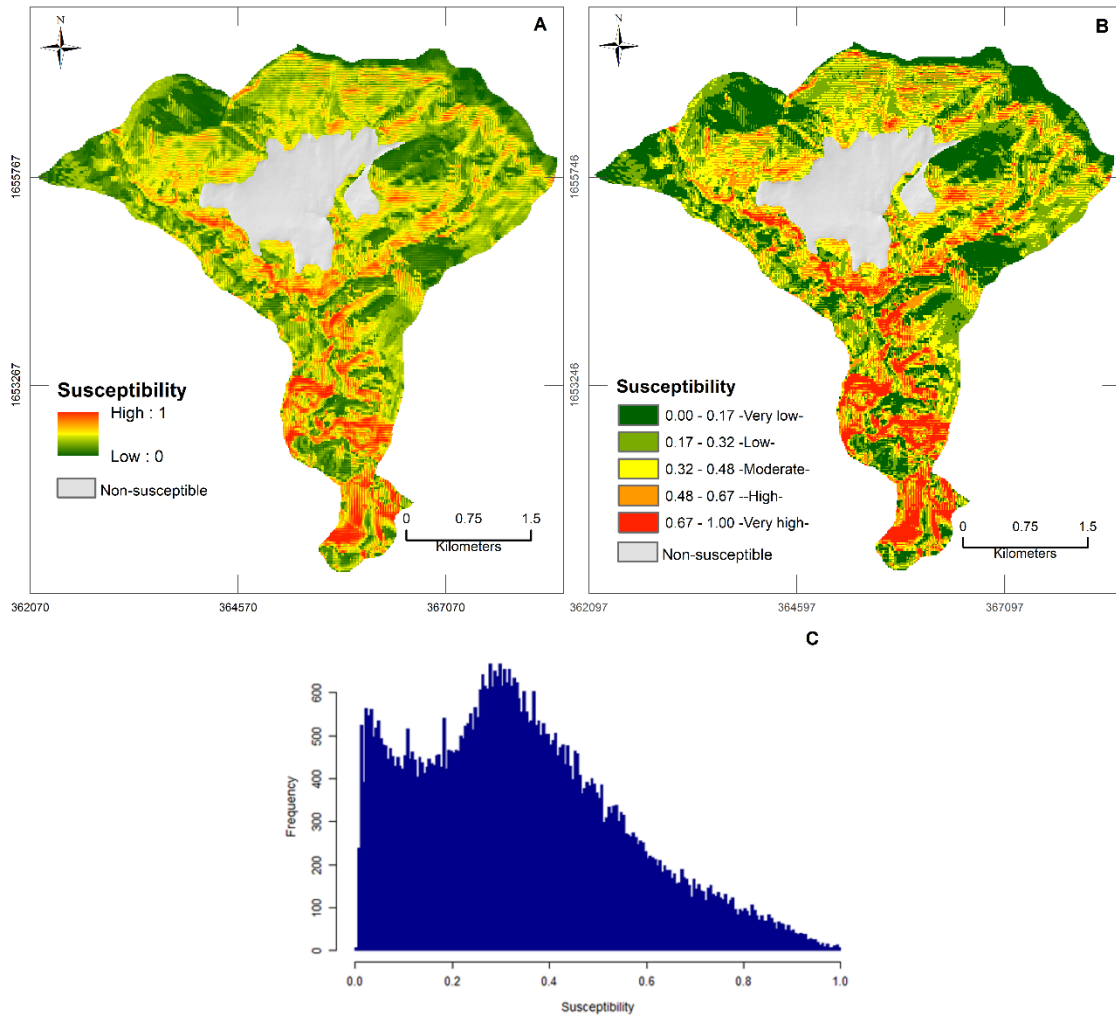 N
A
1655767
1653267
Susceptibility
High : 1
Low : 0
Non-susceptible
0 0.75 1.5
Kilometers
362070 364570 367070
N
B
1655746
1653246
Susceptibility
0.00 - 0.17 -Very low-
0.17 - 0.32 -Low-
0.32 - 0.48 -Moderate-
0.48 - 0.67 --High-
0.67 - 1.00 -Very high-
Non-susceptible
0 0.75 1.5
Kilometers
362097 364597 367097
C
Frequency
600
500
400
300
200
100
0
0.0 0.2 0.4 0.6 0.8 1.0
Susceptibility